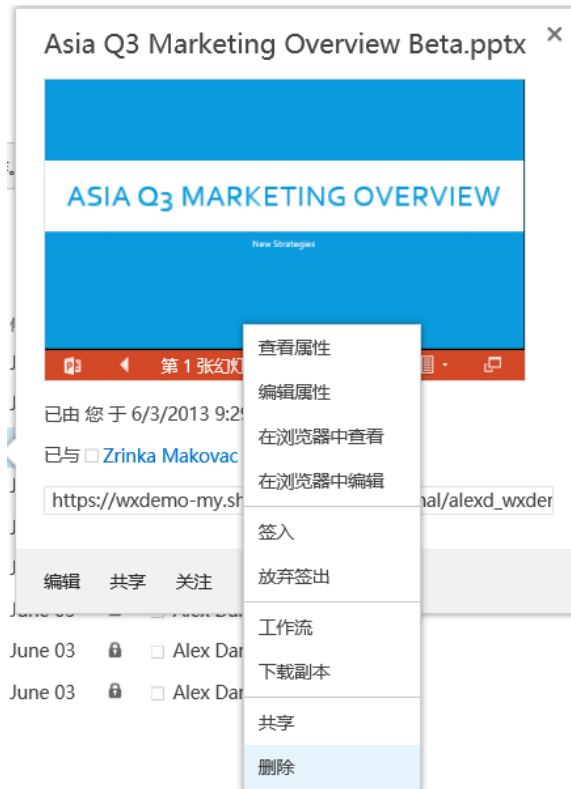 Asia Q3 Marketing Overview Beta.pptx
ASIA Q3 MARKETING OVERVIEW
New Strategies
第 1 张幻灯
已由 您 于 6/3/2013 9:29
已与 Zrinka Makovac
https://wxdemo-my.sh
nal/alexd_wxder
编辑 共享 关注
查看属性
编辑属性
在浏览器中查看
在浏览器中编辑
签入
放弃签出
工作流
下载副本
共享
删除
June 03 Alex Dar
June 03 Alex Dar
June 03 Alex Dar